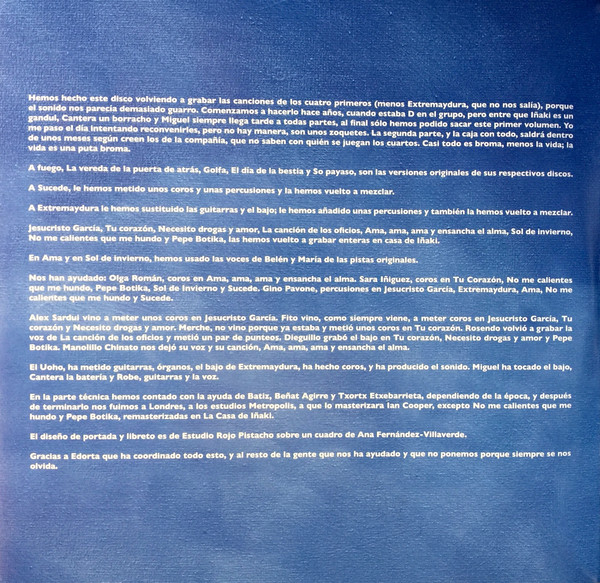 Hemos hecho este disco volviendo a grabar las canciones de los cuatro primeros (menos Extremaydura, que no nos salía), porque
el sonido nos parecía demasiado guarro. Comenzamos a hacerlo hace años, cuando estaba D en el grupo, pero entre que Iñaki es un
gandul, Cantera un borracho y Miguel siempre llega tarde a todas partes, al final sólo hemos podido sacar este primer volumen. Yo
me paso el día intentando reconvenirles, pero no hay manera, son unos zoquetes. La segunda parte, y la caja con todo, saldrá dentro
de unos meses según creen los de la compañía, que no saben con quién se juegan los cuartos. Casi todo es broma, menos la vida; la
vida es una puta broma.
A fuego, La vereda de la puerta de atrás, Golfa, El día de la bestia y So payaso, son las versiones originales de sus respectivos discos.
A Sucede, le hemos metido unos coros y unas percusiones y la hemos vuelto a mezclar.
A Extremaydura le hemos sustituido las guitarras y el bajo; le hemos añadido unas percusiones y también la hemos vuelto a mezclar.
Jesucristo García, Tu corazón, Necesito drogas y amor, La canción de los oficios, Ama, ama, ama y ensancha el alma, Sol de invierno,
No me calientes que me hundo y Pepe Botika, las hemos vuelto a grabar enteras en casa de Iñaki.
En Ama y en Sol de invierno, hemos usado las voces de Belén y María de las pistas originales.
Nos han ayudado: Olga Román, coros en Ama, ama, ama y ensancha el alma. Sara Iñiguez, coros en Tu Corazón, No me calientes
que me hundo, Pepe Botika, Sol de Invierno y Sucede. Gino Pavone, percusiones en Jesucristo García, Extremaydura, Ama, No me
calientes que me hundo y Sucede.
Alex Sardui vino a meter unos coros en Jesucristo García. Fito vino, como siempre viene, a meter coros en Jesucristo García, Tu
corazón y Necesito drogas y amor. Merche, no vino porque ya estaba y metió unos coros en Tu corazón. Rosendo volvió a grabar la
voz de La canción de los oficios y metió un par de punteos. Dieguillo grabó el bajo en Tu corazón, Necesito drogas y amor y Pepe
Botika. Manolillo Chinato nos dejó su voz y su canción, Ama, ama, ama y ensancha el alma.
El Uoho, ha metido guitarras, órganos, el bajo de Extremaydura, ha hecho coros, y ha producido el sonido. Miguel ha tocado el bajo,
Cantera la batería y Robe, guitarras y la voz.
En la parte técnica hemos contado con la ayuda de Batiz, Beñat Agirre y Txortx Etxebarrieta, dependiendo de la época, y después
de terminarlo nos fuimos a Londres, a los estudios Metropolis, a que lo masterizara Ian Cooper, excepto No me calientes que me
hundo y Pepe Botika, remasterizadas en La Casa de Iñaki.
El diseño de portada y libreto es de Estudio Rojo Pistacho sobre un cuadro de Ana Fernández-Villaverde.
Gracias a Edorta que ha coordinado todo esto, y al resto de la gente que nos ha ayudado y que no ponemos porque siempre se nos
olvida.